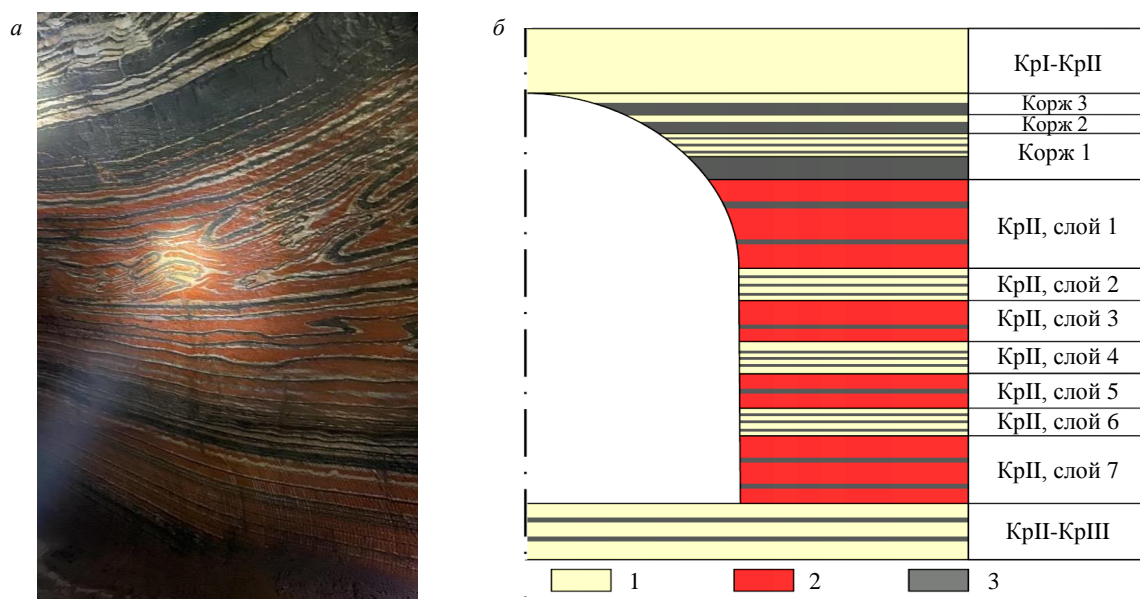 а
б
КрI-КрII
Корж 3
Корж 2
Корж 1
КрII, слой 1
КрII, слой 2
КрII, слой 3
КрII, слой 4
КрII, слой 5
КрII, слой 6
КрII, слой 7
КрII-КрIII
1
2
3